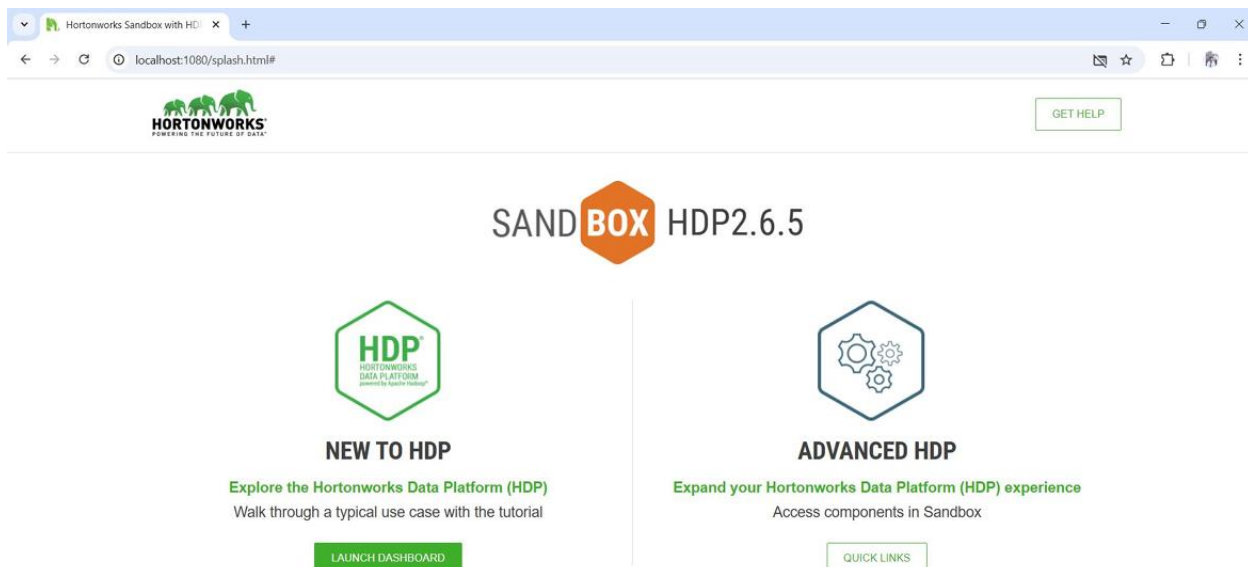 Hortonworks Sandbox with HD
localhost:1080/splash.html#
HORTONWORKS
POWERING THE FUTURE OF DATA
GET HELP
SANDBOX HDP2.6.5
HDP
HORTONWORKS
DATA PLATFORM
powered by Apache Hadoop
NEW TO HDP
Explore the Hortonworks Data Platform (HDP)
Walk through a typical use case with the tutorial
LAUNCH DASHBOARD
ADVANCED HDP
Expand your Hortonworks Data Platform (HDP) experience
Access components in Sandbox
QUICK LINKS